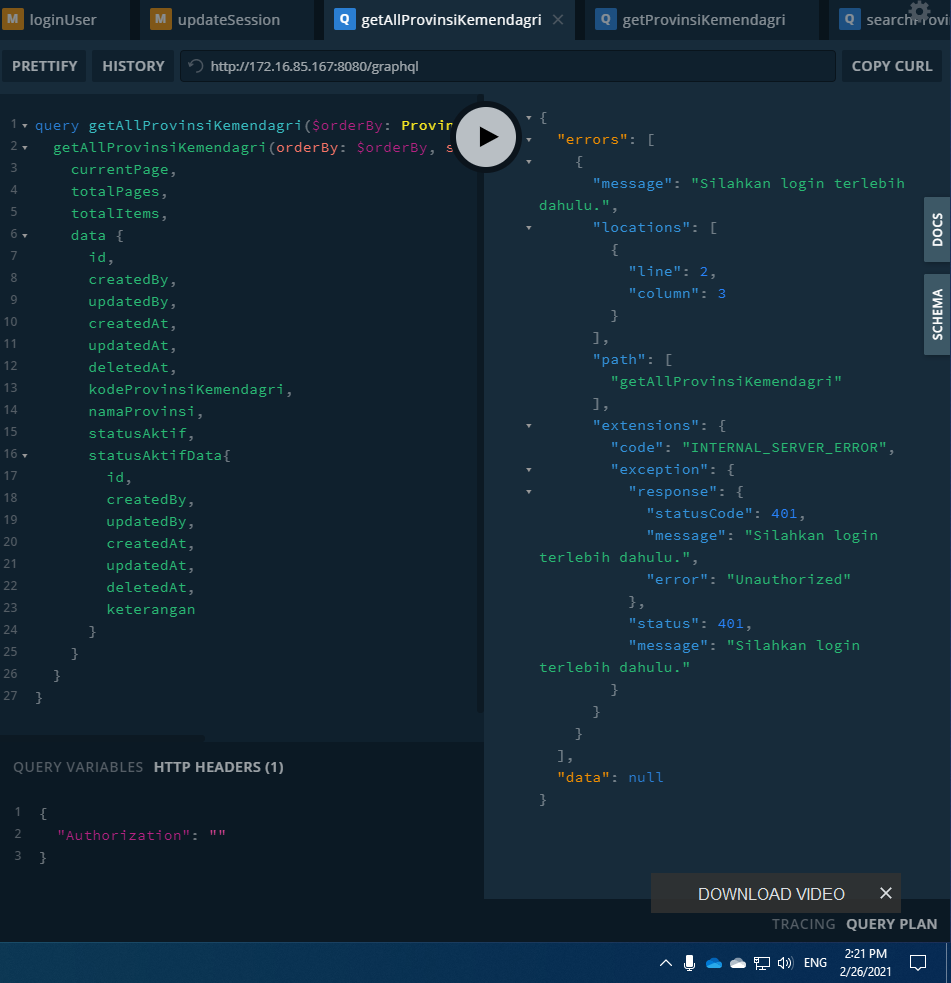 M loginUser
M updateSession
Q getAllProvinsiKemendagri
Q getProvinsiKemendagri
Q searchProvi
PRETTIFY
HISTORY
http://172.16.85.167:8080/graphql
COPY CURL
1 query getAllProvinsiKemendagri($orderBy: Provin
2 getAllProvinsiKemendagri(orderBy: $orderBy, s
3 currentPage,
4 totalPages,
5 totalItems,
6 data {
7 id,
8 createdBy,
9 updatedBy,
10 createdAt,
11 updatedAt,
12 deletedAt,
13 kodeProvinsiKemendagri,
14 namaProvinsi,
15 statusAktif,
16 statusAktifData{
17 id,
18 createdBy,
19 updatedBy,
20 createdAt,
21 updatedAt,
22 deletedAt,
23 keterangan
24 }
25 }
26 }
27 }
{
"errors": [
{
"message": "Silahkan login terlebih
dahulu.",
"locations": [
{
"line": 2,
"column": 3
}
],
"path": [
"getAllProvinsiKemendagri"
],
"extensions": {
"code": "INTERNAL_SERVER_ERROR",
"exception": {
"response": {
"statusCode": 401,
"message": "Silahkan login
terlebih dahulu.",
"error": "Unauthorized"
},
"status": 401,
"message": "Silahkan login
terlebih dahulu."
}
}
}
],
"data": null
}
DOCS
SCHEMA
QUERY VARIABLES
HTTP HEADERS (1)
1 {
2 "Authorization": ""
3 }
DOWNLOAD VIDEO
TRACING
QUERY PLAN
ENG
2:21 PM
2/26/2021